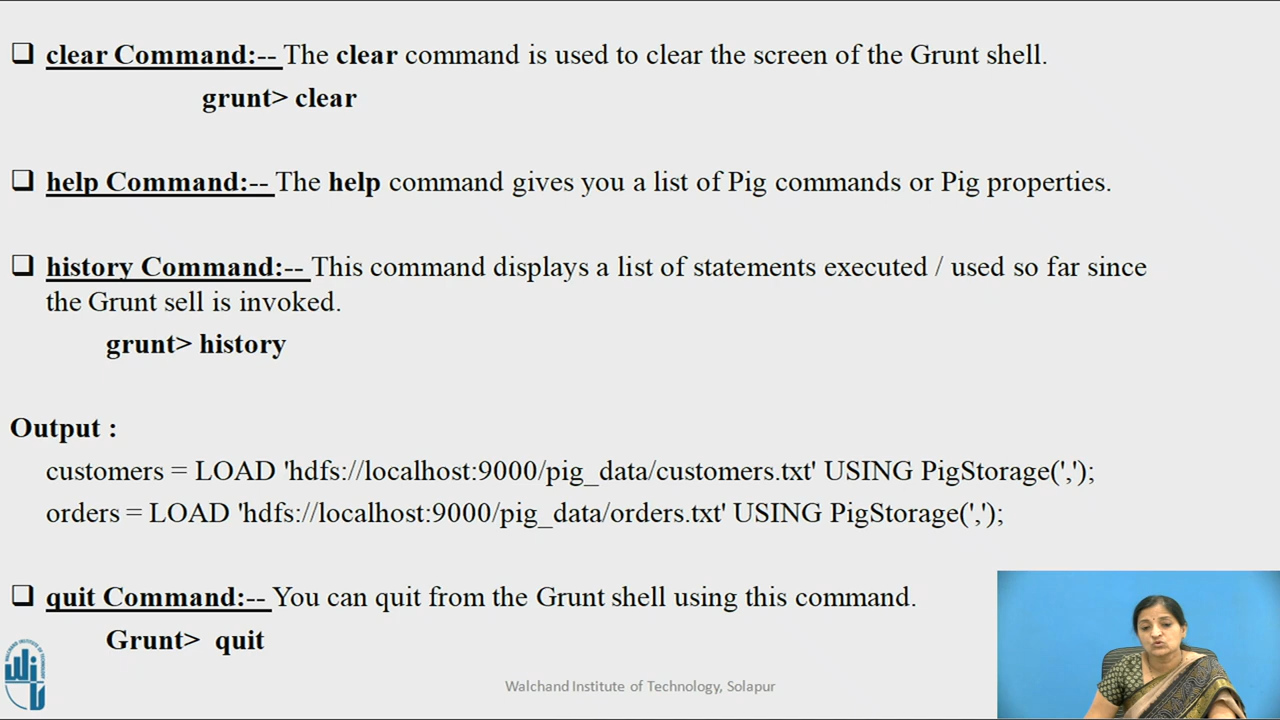 clear Command:-- The clear command is used to clear the screen of the Grunt shell.
grunt> clear
help Command:-- The help command gives you a list of Pig commands or Pig properties.
history Command:-- This command displays a list of statements executed / used so far since
the Grunt sell is invoked.
grunt> history
Output :
customers = LOAD 'hdfs://localhost:9000/pig_data/customers.txt' USING PigStorage(',');
orders = LOAD 'hdfs://localhost:9000/pig_data/orders.txt' USING PigStorage(',');
quit Command:-- You can quit from the Grunt shell using this command.
Grunt> quit
WALCHAND INSTITUTE OF TECHNOLOGY
Walchand Institute of Technology, Solapur